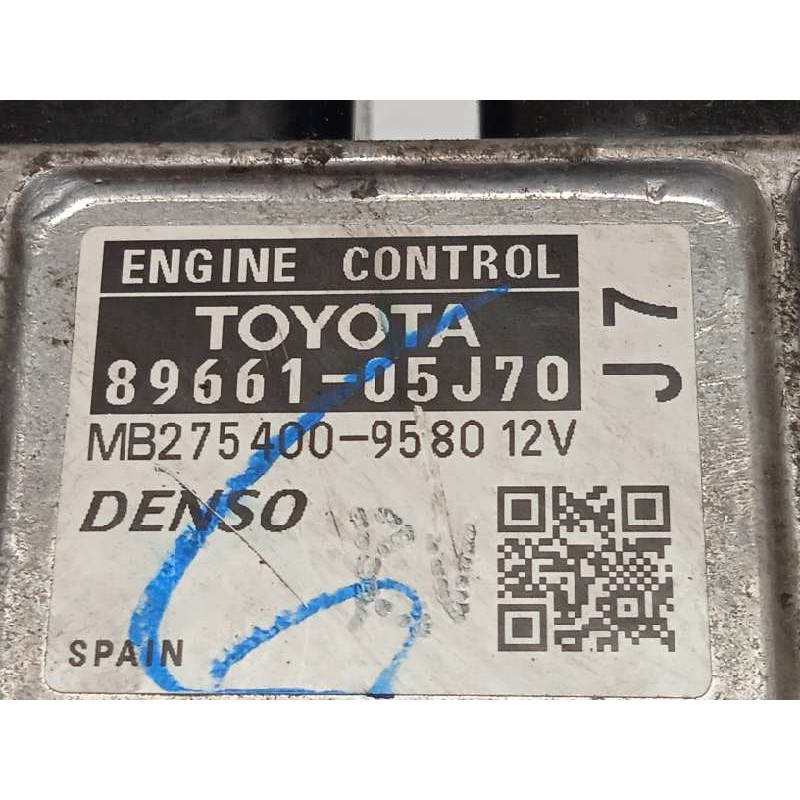 ENGINE CONTROL
TOYOTA
89661-05J70
J7
MB275400-9580 12V
DENSO
SPAIN